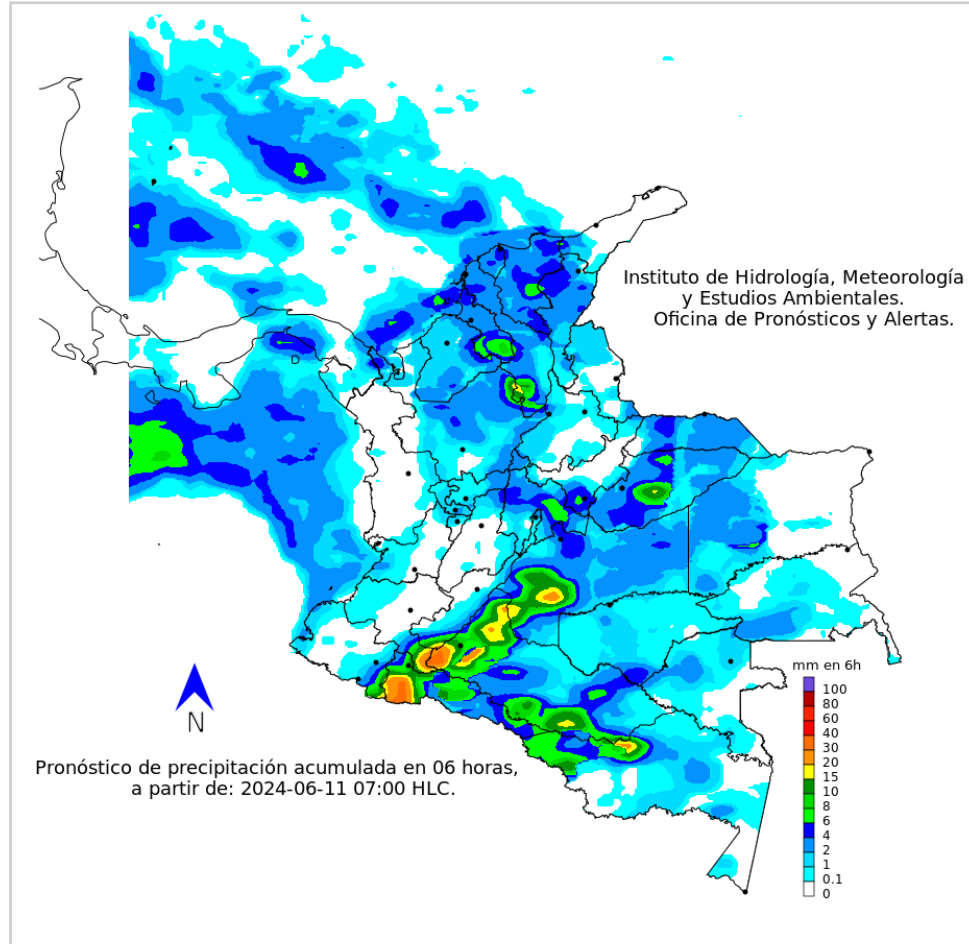 Instituto de Hidrología, Meteorología
y Estudios Ambientales.
Oficina de Pronósticos y Alertas.
mm en 6h
100
80
60
40
30
20
15
10
8
6
4
2
1
0.1
0
N
Pronóstico de precipitación acumulada en 06 horas,
a partir de: 2024-06-11 07:00 HLC.